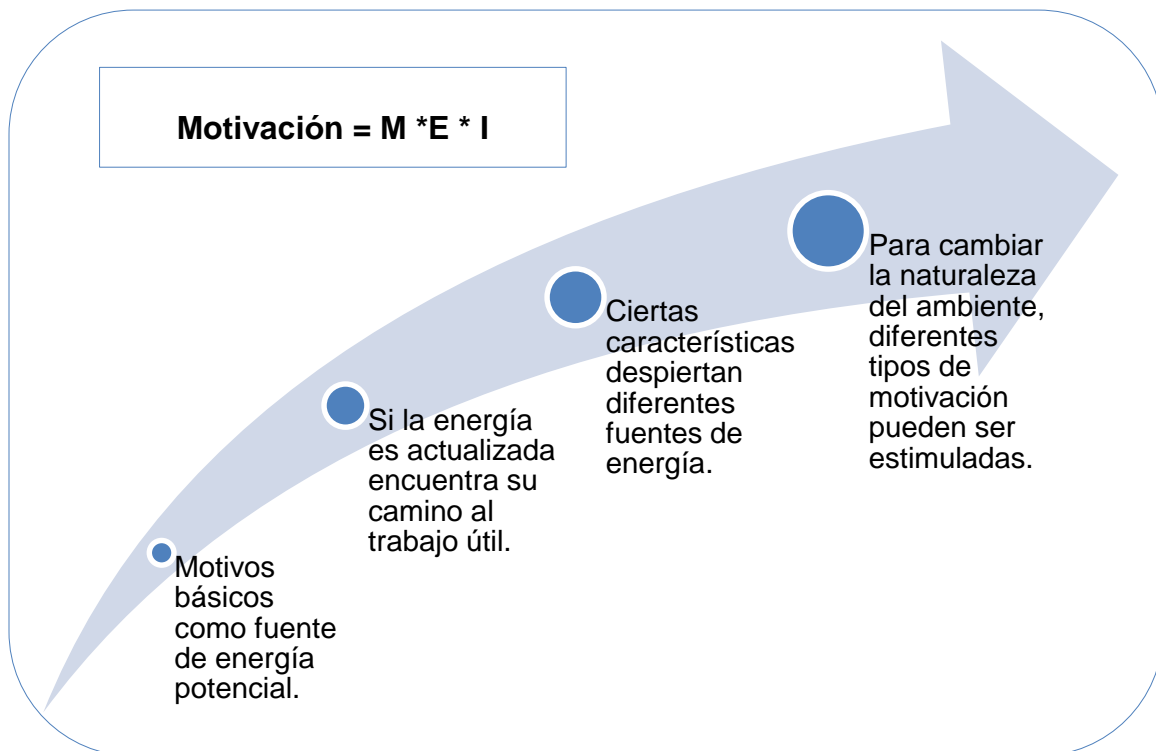 Motivación = M *E * I
Motivos
básicos
como fuente
de energía
potencial.
Si la energía
es actualizada
encuentra su
camino al
trabajo útil.
Ciertas
características
despiertan
diferentes
fuentes de
energía.
Para cambiar
la naturaleza
del ambiente,
diferentes
tipos de
motivación
pueden ser
estimuladas.